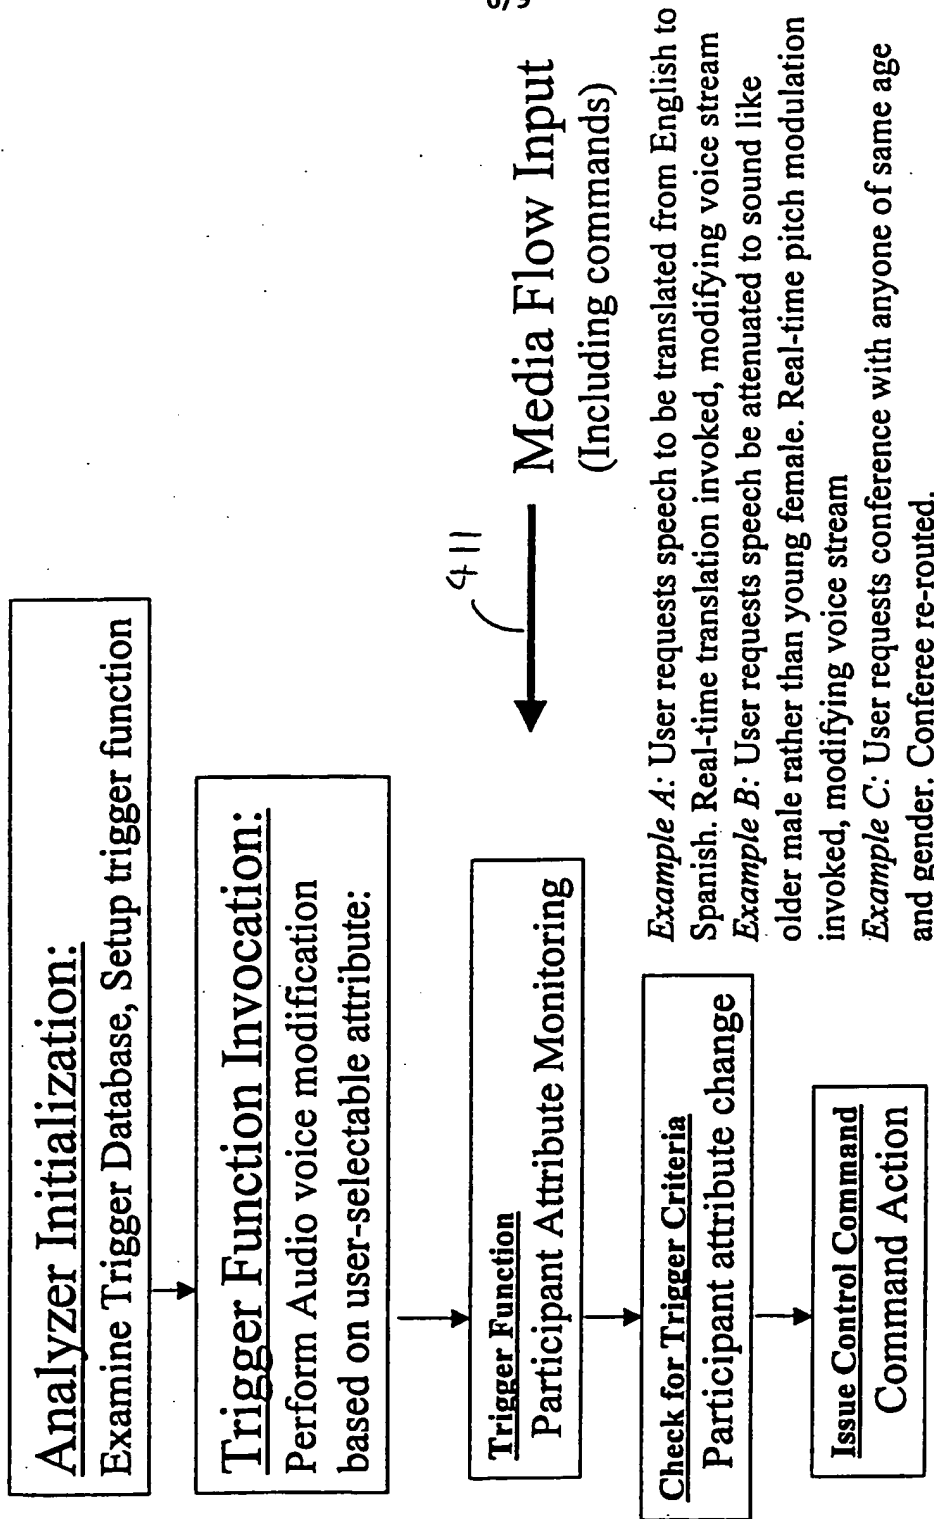 Analyzer Initialization:
Examine Trigger Database, Setup trigger function
Trigger Function Invocation:
Perform Audio voice modification
based on user-selectable attribute:
Trigger Function
Participant Attribute Monitoring
411
Media Flow Input
(Including commands)
Check for Trigger Criteria
Participant attribute change
Issue Control Command
Command Action
Example A: User requests speech to be translated from English to
Spanish. Real-time translation invoked, modifying voice stream
Example B: User requests speech be attenuated to sound like
older male rather than young female. Real-time pitch modulation
invoked, modifying voice stream
Example C: User requests conference with anyone of same age
and gender. Conferee re-routed.